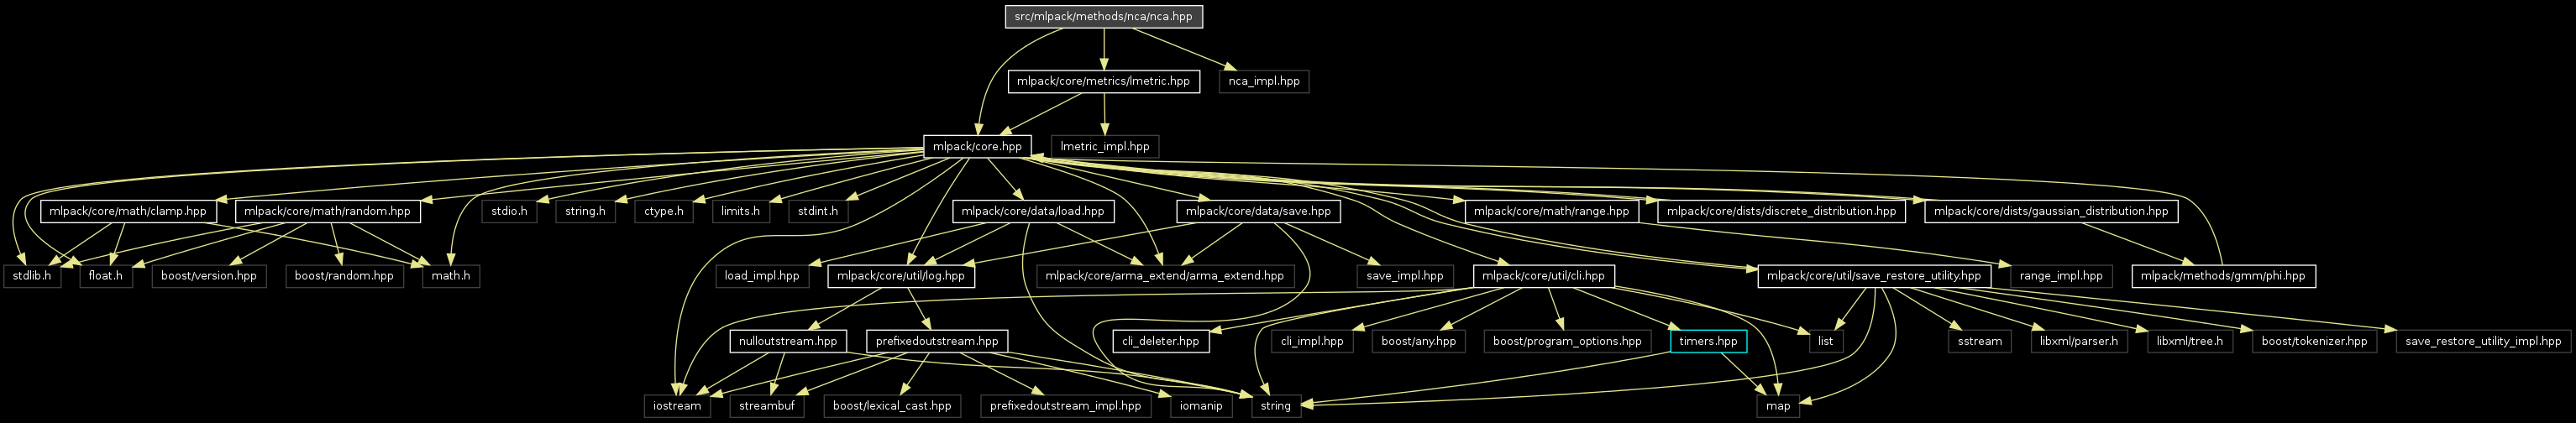 src/mlpack/methods/nca/nca.hpp
mlpack/core/metrics/lmetric.hpp
nca_impl.hpp
mlpack/core.hpp
lmetric_impl.hpp
mlpack/core/math/clamp.hpp
mlpack/core/math/random.hpp
stdio.h
string.h
ctype.h
limits.h
stdint.h
mlpack/core/data/load.hpp
mlpack/core/data/save.hpp
mlpack/core/math/range.hpp
mlpack/core/dists/discrete_distribution.hpp
mlpack/core/dists/gaussian_distribution.hpp
stdlib.h
float.h
boost/version.hpp
boost/random.hpp
math.h
load_impl.hpp
mlpack/core/util/log.hpp
mlpack/core/arma_extend/arma_extend.hpp
save_impl.hpp
mlpack/core/util/cli.hpp
mlpack/core/util/save_restore_utility.hpp
range_impl.hpp
mlpack/methods/gmm/phi.hpp
nulloutstream.hpp
prefixedoutstream.hpp
cli_deleter.hpp
cli_impl.hpp
boost/any.hpp
boost/program_options.hpp
timers.hpp
list
sstream
libxml/parser.h
libxml/tree.h
boost/tokenizer.hpp
save_restore_utility_impl.hpp
iostream
streambuf
boost/lexical_cast.hpp
prefixedoutstream_impl.hpp
iomanip
string
map